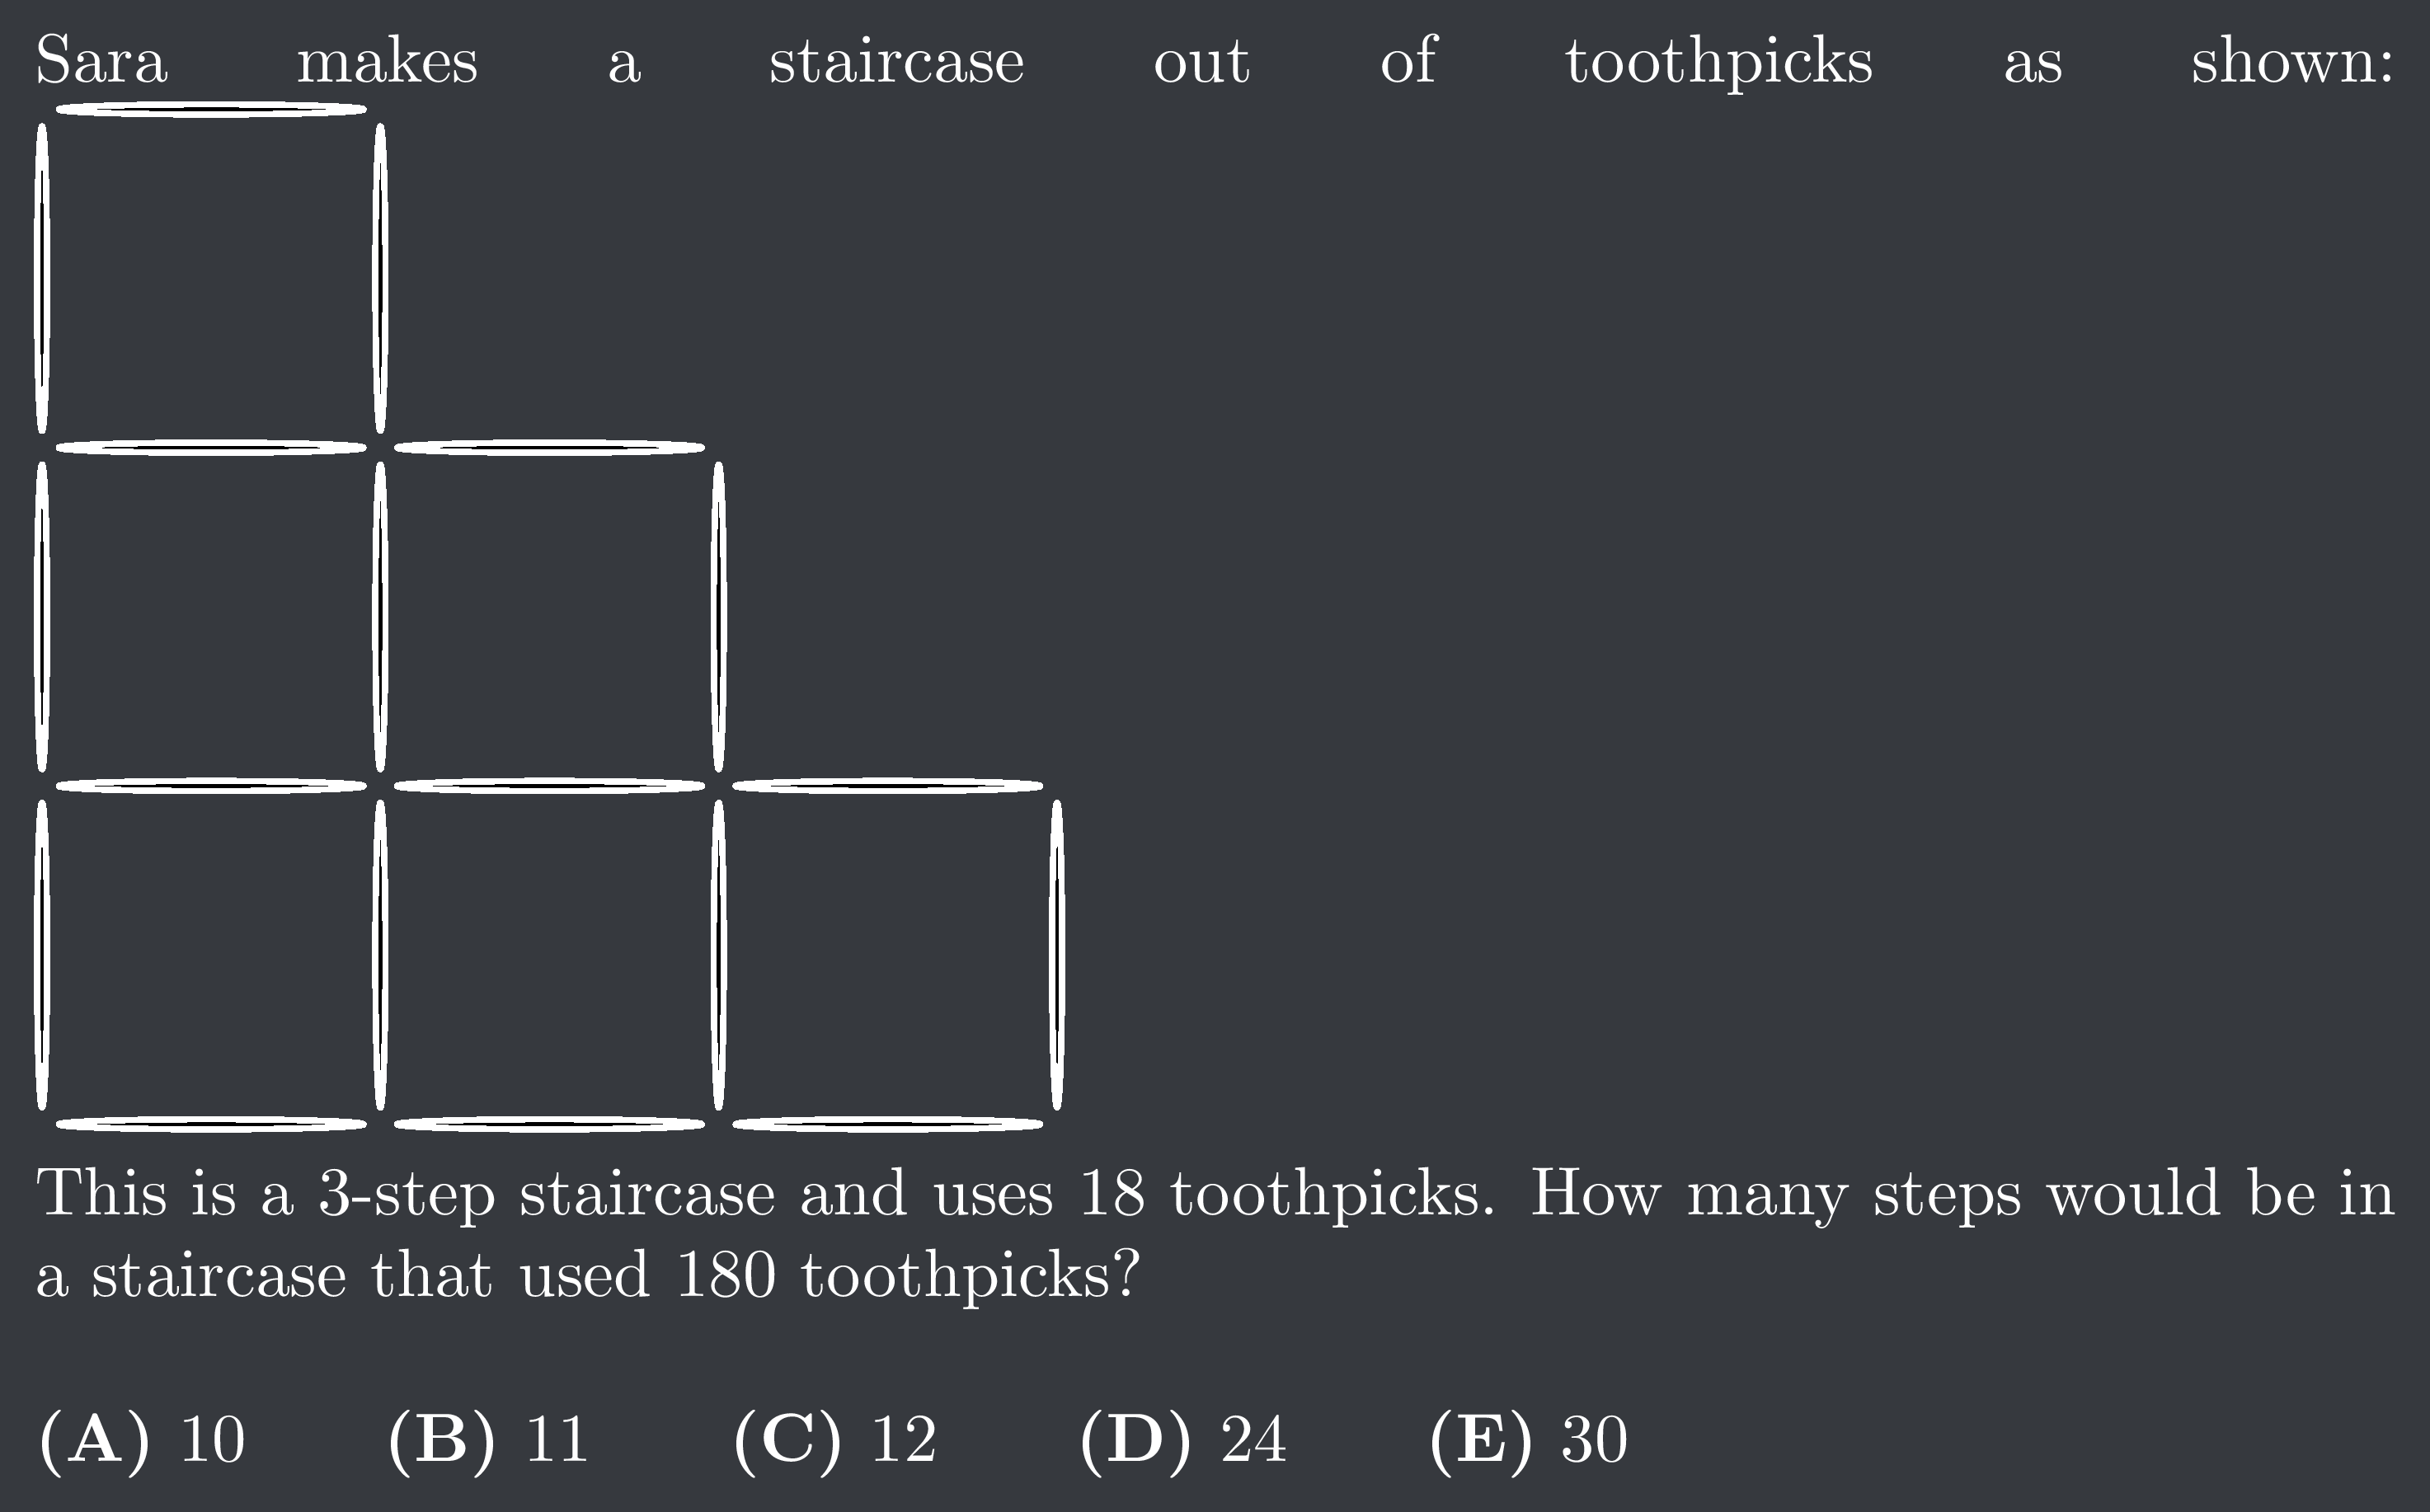 Sara makes a staircase out of toothpicks as shown:
This is a 3-step staircase and uses 18 toothpicks. How many steps would be in
a staircase that used 180 toothpicks?
(A) 10 (B) 11 (C) 12 (D) 24 (E) 30